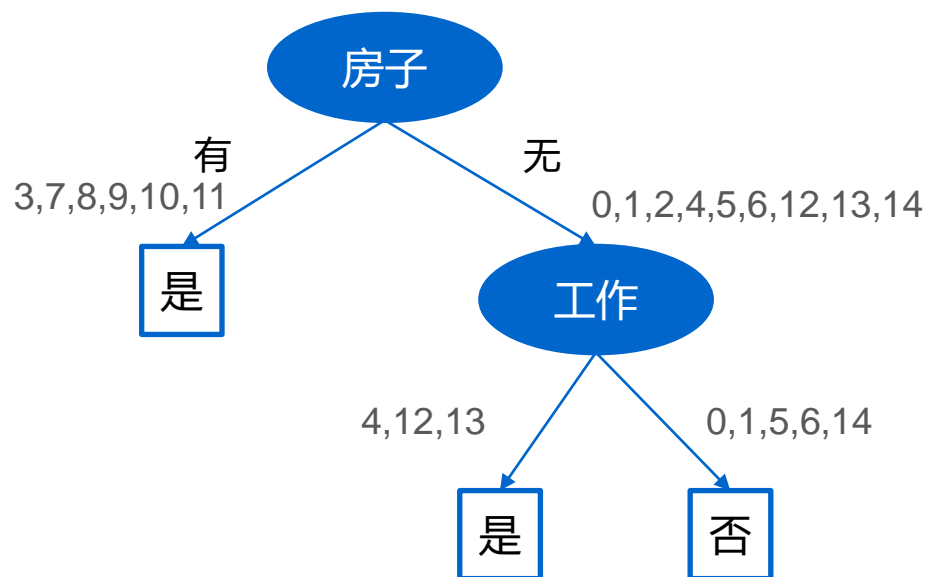 房子
有
无
3,7,8,9,10,11
0,1,2,4,5,6,12,13,14
是
工作
4,12,13
0,1,5,6,14
是
否